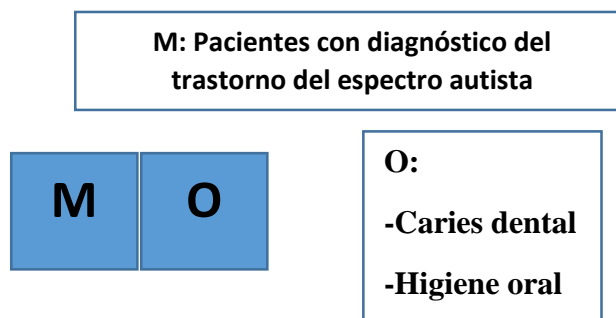 M: Pacientes con diagnóstico del
trastorno del espectro autista
M O
O:
-Caries dental
-Higiene oral